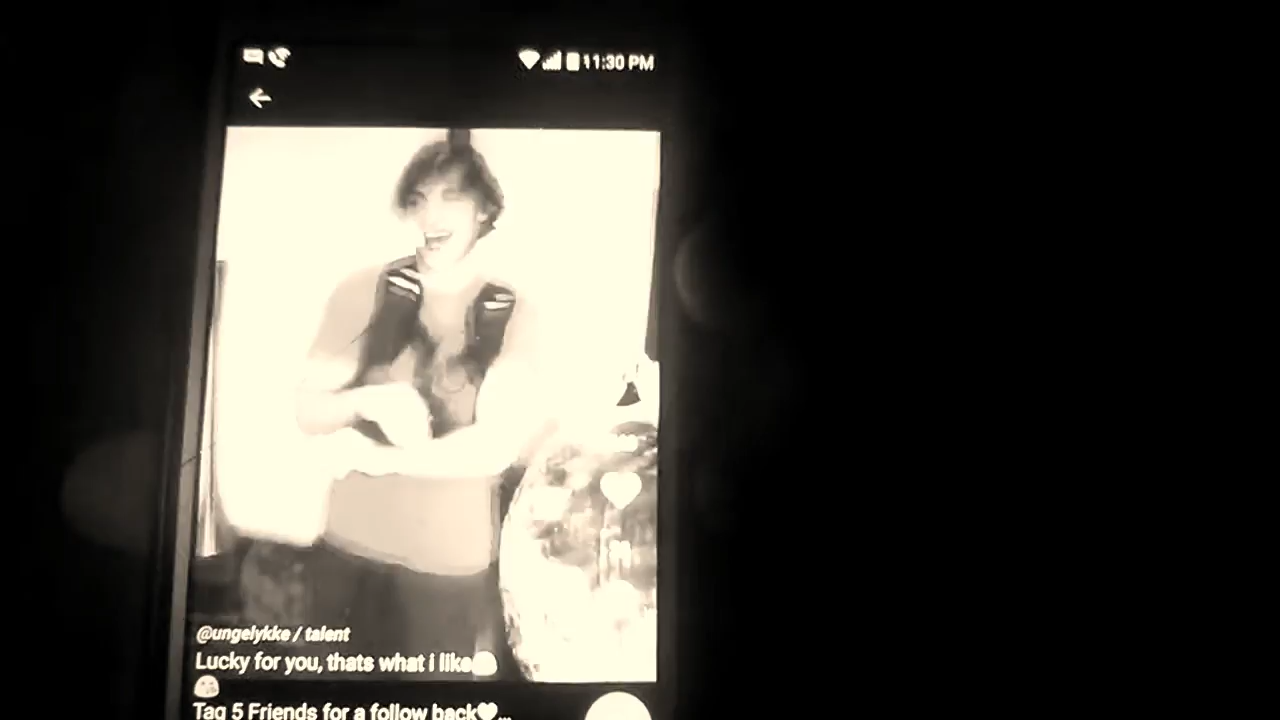 11:30 PM
@ungelykke / talent
Lucky for you, thats what i like😂
😂
Tag 5 Friends for a follow back♥...